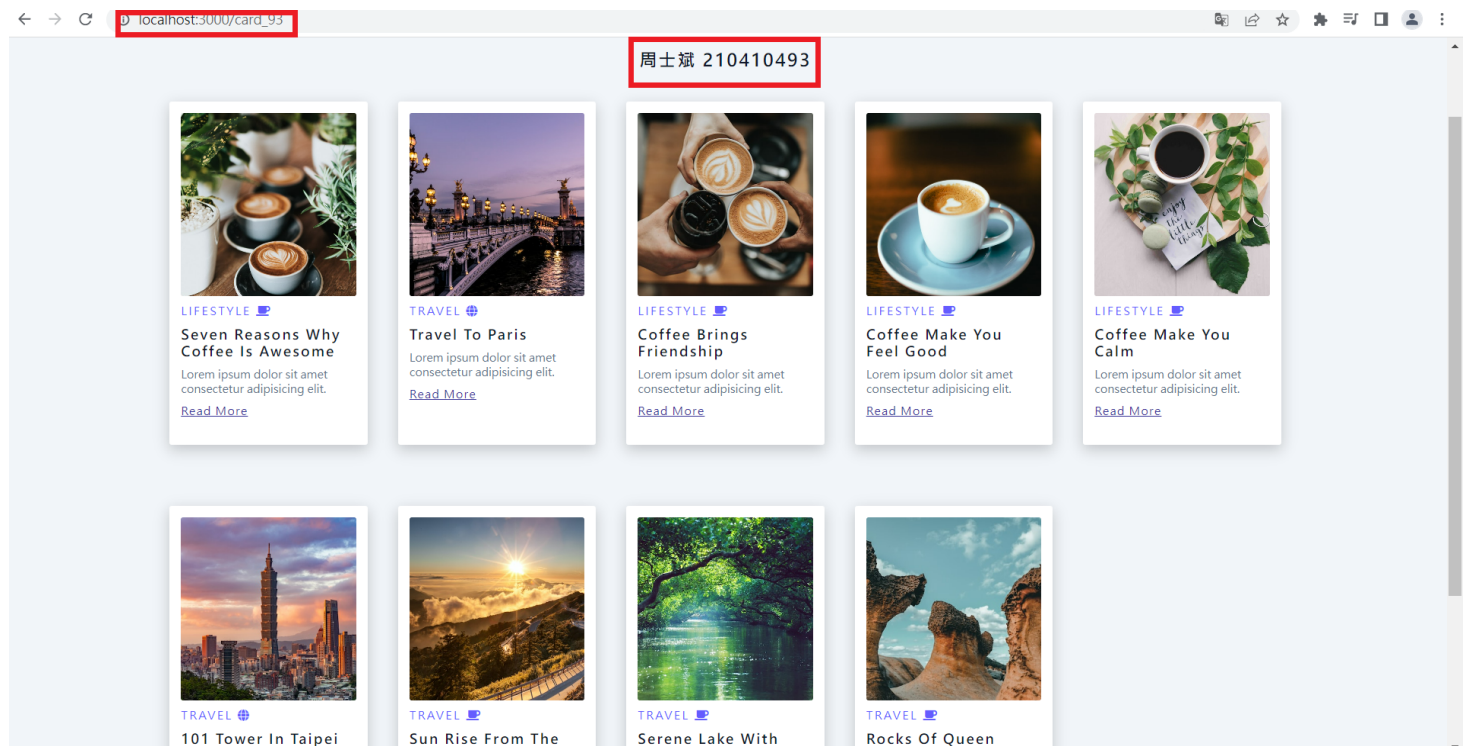 localhost:3000/card_93
周士斌 210410493
LIFESTYLE
Seven Reasons Why
Coffee Is Awesome
Lorem ipsum dolor sit amet
consectetur adipisicing elit.
Read More
TRAVEL
Travel To Paris
Lorem ipsum dolor sit amet
consectetur adipisicing elit.
Read More
LIFESTYLE
Coffee Brings
Friendship
Lorem ipsum dolor sit amet
consectetur adipisicing elit.
Read More
LIFESTYLE
Coffee Make You
Feel Good
Lorem ipsum dolor sit amet
consectetur adipisicing elit.
Read More
enjoy
the
little
things
LIFESTYLE
Coffee Make You
Calm
Lorem ipsum dolor sit amet
consectetur adipisicing elit.
Read More
TRAVEL
101 Tower In Taipei
TRAVEL
Sun Rise From The
TRAVEL
Serene Lake With
TRAVEL
Rocks Of Queen